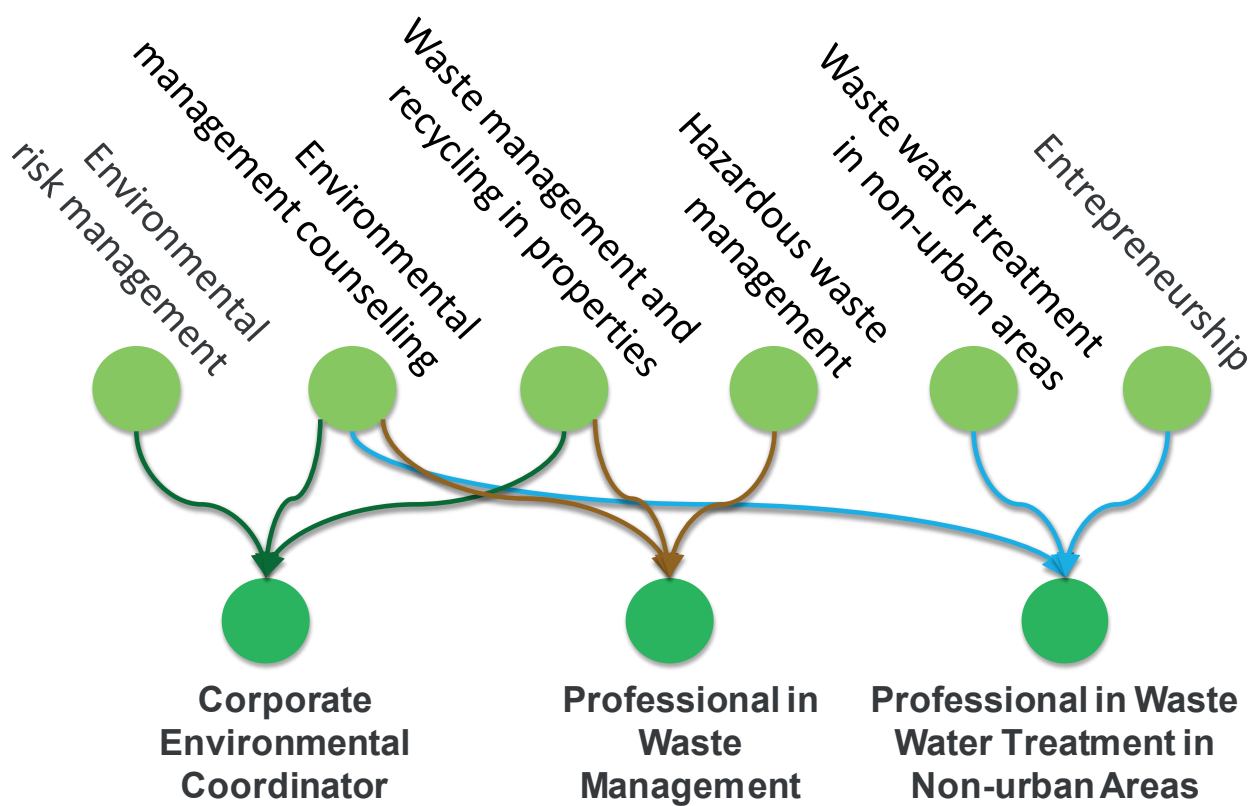 Environmental
risk management
Environmental
management counselling
Waste management and
recycling in properties
Hazardous waste
management
Waste water treatment
in non-urban areas
Entrepreneurship
Corporate
Environmental
Coordinator
Professional in
Waste
Management
Professional in Waste
Water Treatment in
Non-urban Areas